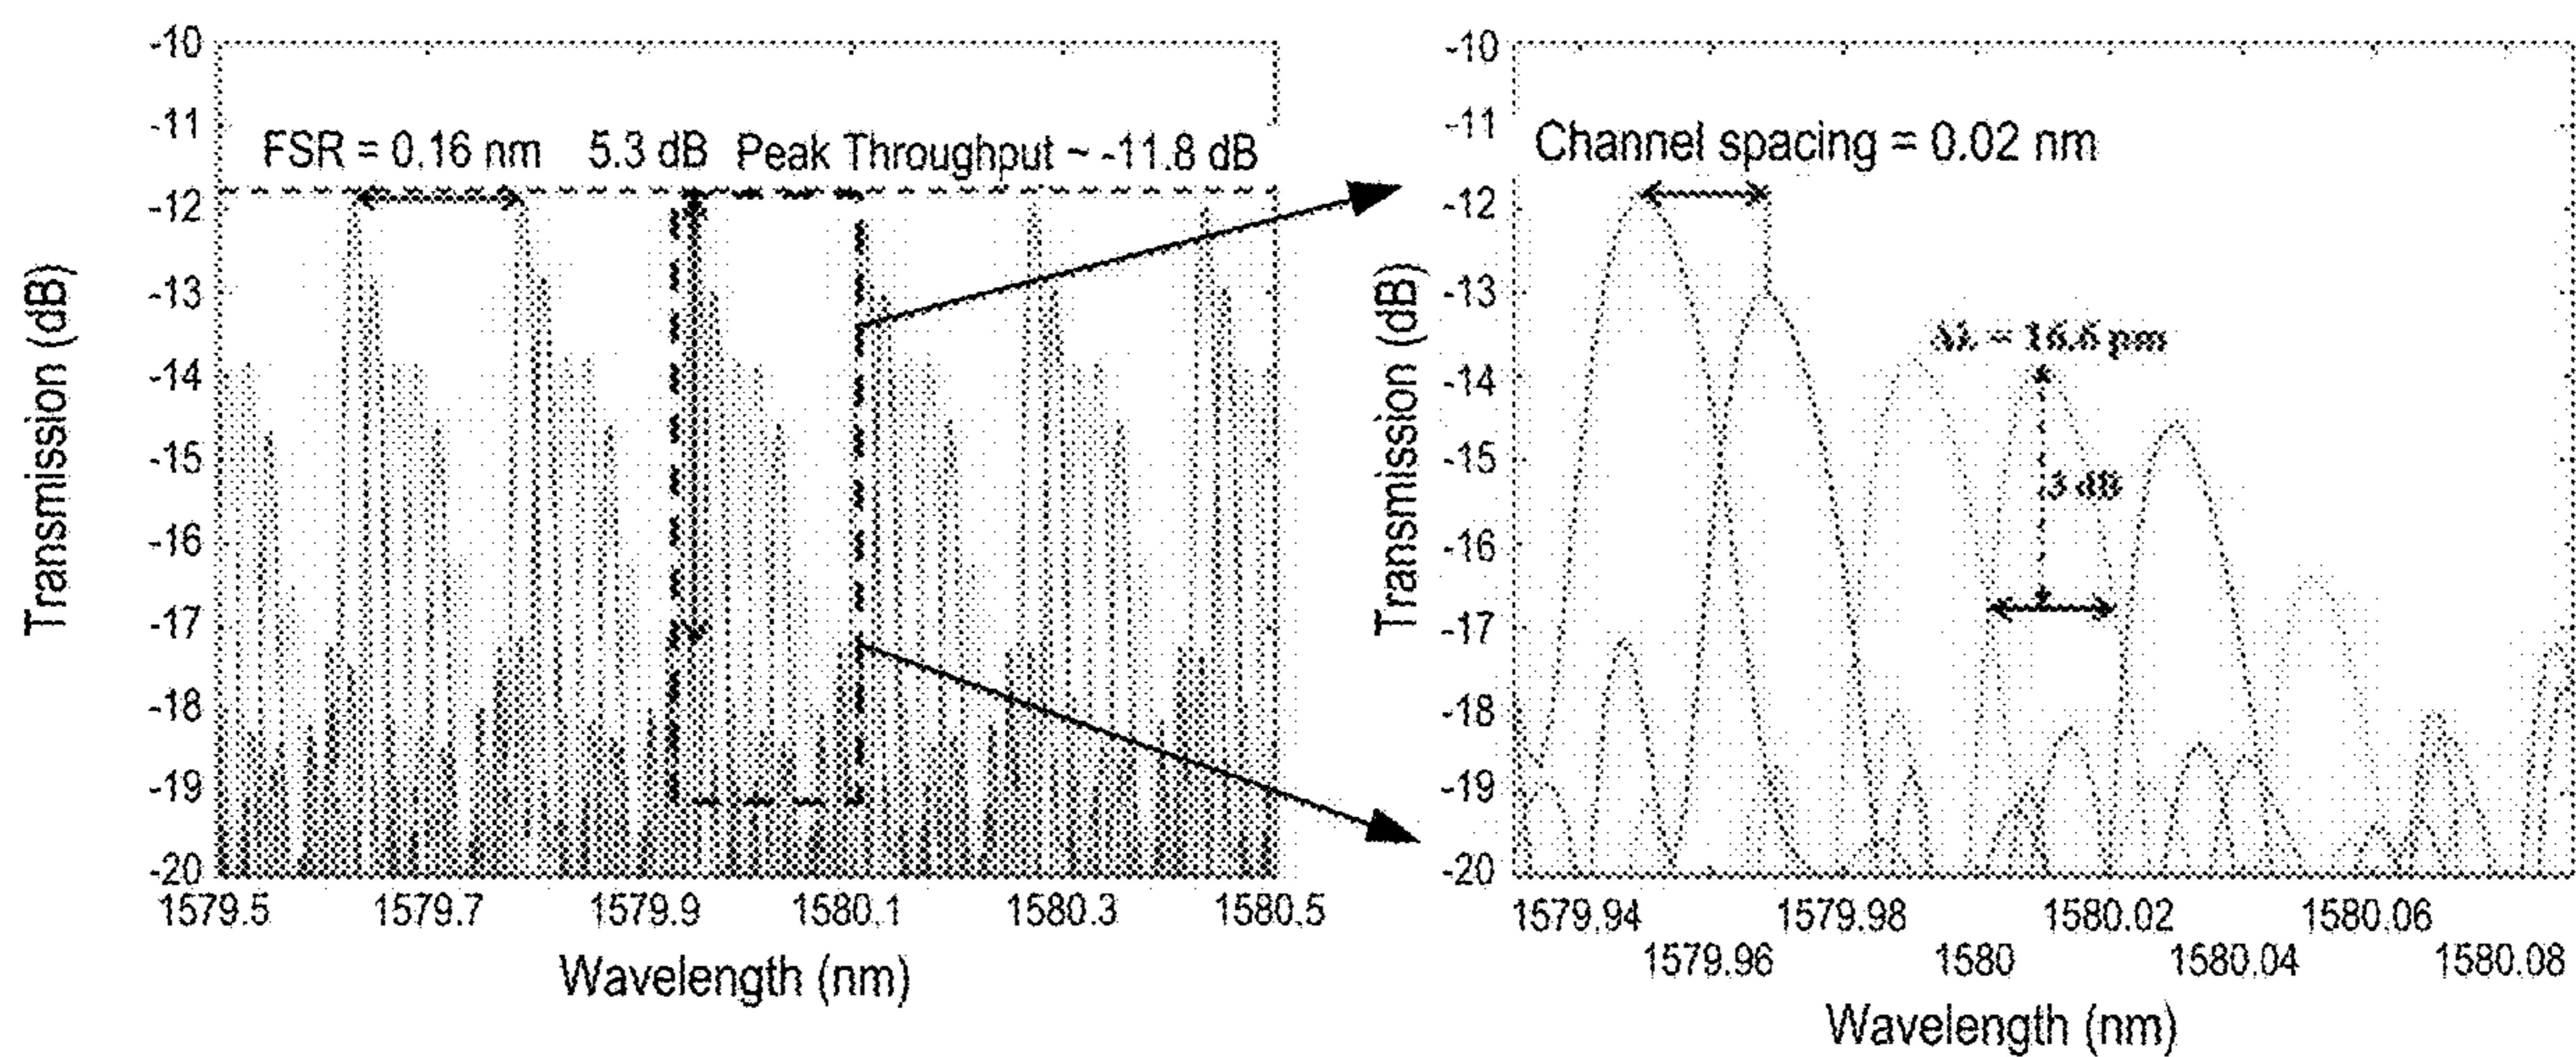 -10
-11
-12
-13
-14
-15
-16
-17
-18
-19
-20
Transmission (dB)
FSR = 0.16 nm 5.3 dB Peak Throughput ~ -11.8 dB
1579.5 1579.7 1579.9 1580.1 1580.3 1580.5
Wavelength (nm)
-10
-11
-12
-13
-14
-15
-16
-17
-18
-19
-20
Transmission (dB)
Channel spacing = 0.02 nm
Δλ = 16.6 pm
3 dB
1579.94 1579.98 1580.02 1580.06
1579.96 1580 1580.04 1580.08
Wavelength (nm)